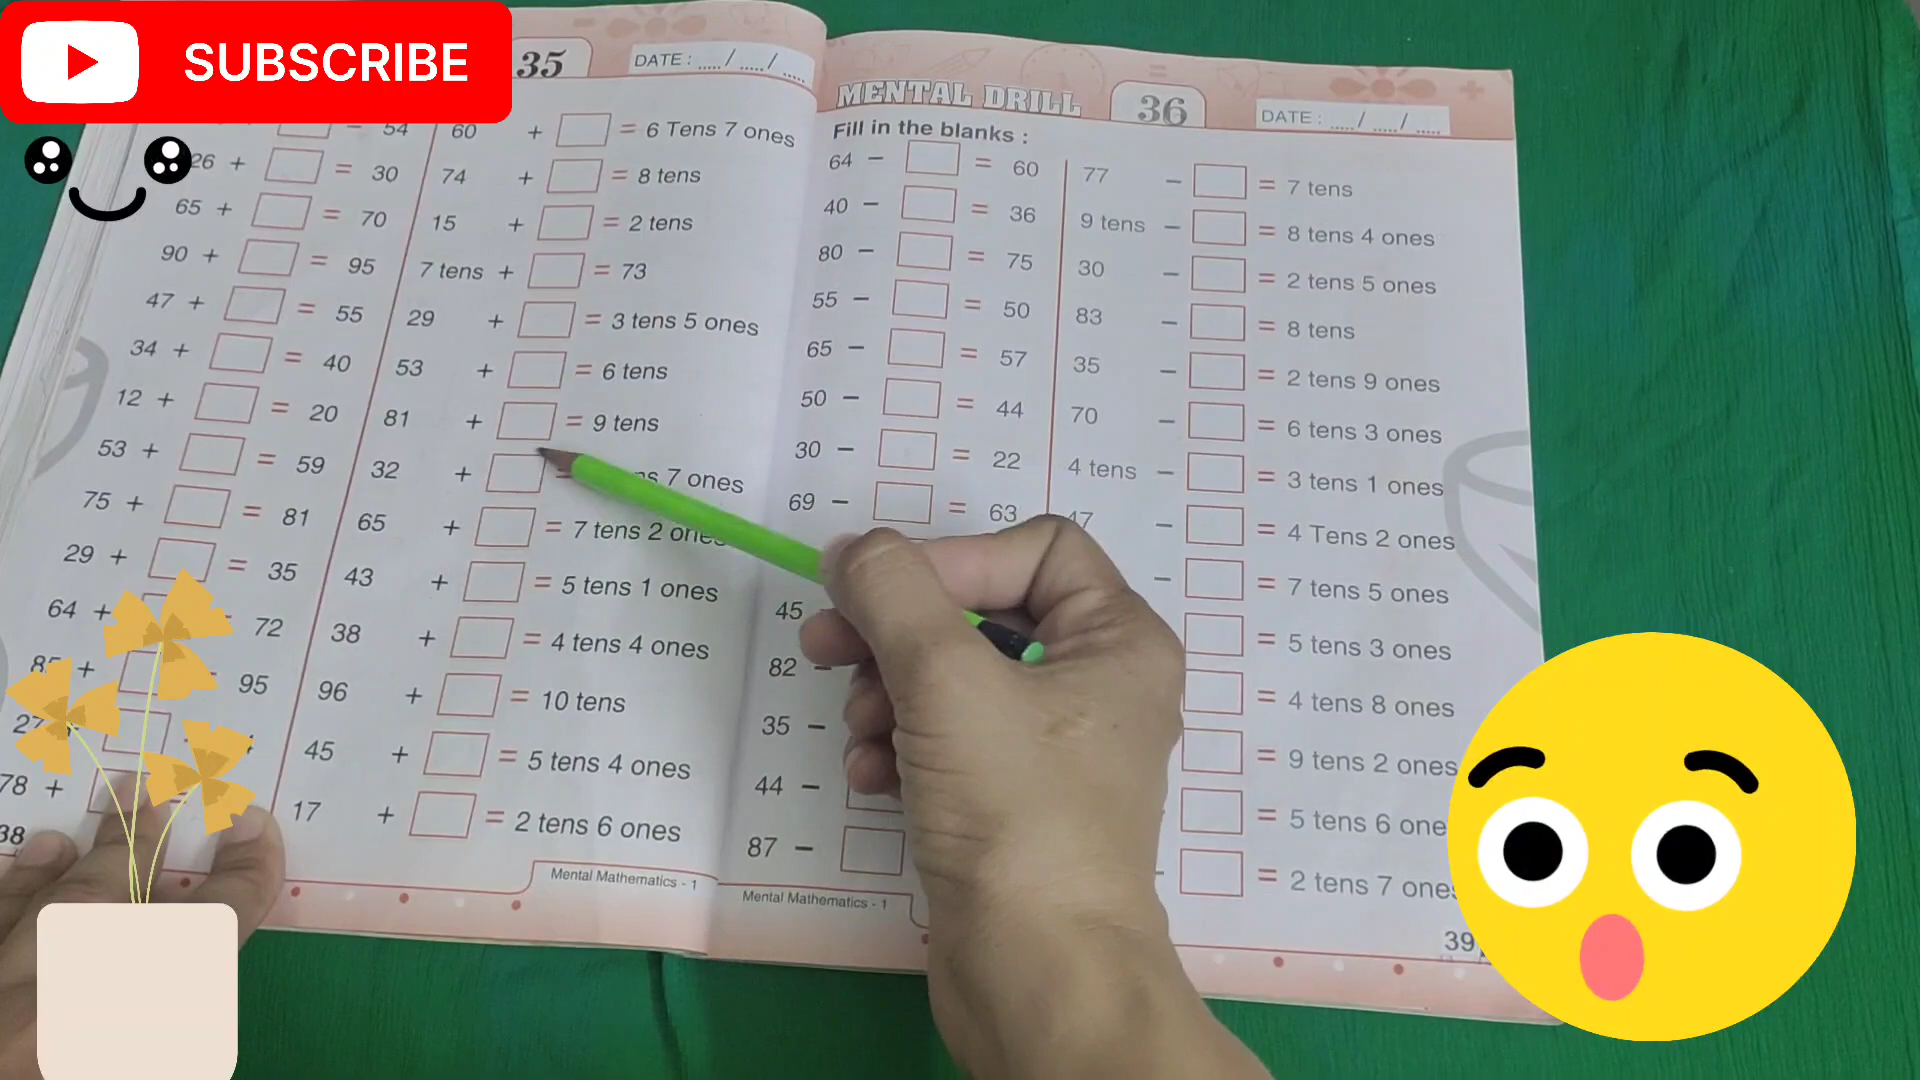 SUBSCRIBE
35
DATE : ..... / ..... / .....
54
26 + = 30
65 + = 70
90 + = 95
47 + = 55
34 + = 40
12 + = 20
53 + = 59
75 + = 81
29 + = 35
64 + = 72
85 + = 95
27
78 +
38
60 + = 6 Tens 7 ones
74 + = 8 tens
15 + = 2 tens
7 tens + = 73
29 + = 3 tens 5 ones
53 + = 6 tens
81 + = 9 tens
32 + = 7 ones
65 + = 7 tens 2 ones
43 + = 5 tens 1 ones
38 + = 4 tens 4 ones
96 + = 10 tens
45 + = 5 tens 4 ones
17 + = 2 tens 6 ones
Mental Mathematics - 1
MENTAL DRILL
36
DATE : ..... / ..... / .....
Fill in the blanks :
64 − = 60
40 − = 36
80 − = 75
55 − = 50
65 − = 57
50 − = 44
30 − = 22
69 − = 63
45
82 −
35 −
44 −
87 −
77 − = 7 tens
9 tens − = 8 tens 4 ones
30 − = 2 tens 5 ones
83 − = 8 tens
35 − = 2 tens 9 ones
70 − = 6 tens 3 ones
4 tens − = 3 tens 1 ones
47 − = 4 Tens 2 ones
− = 7 tens 5 ones
= 5 tens 3 ones
= 4 tens 8 ones
= 9 tens 2 ones
= 5 tens 6 one
− = 2 tens 7 ones
Mental Mathematics - 1
39